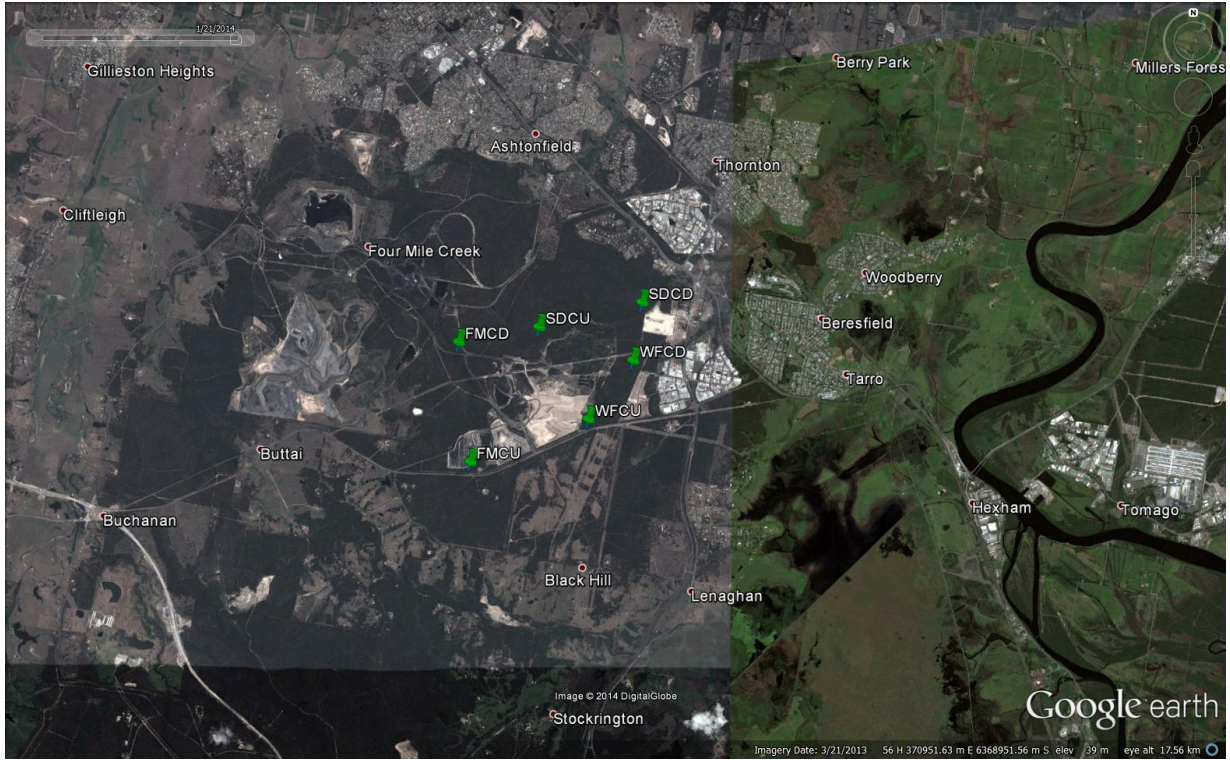 1/21/2014
N
Gillieston Heights
Berry Park
Millers Fores
Ashtonfield
Thornton
Cliftleigh
Four Mile Creek
Woodberry
SDCD
SDCU
Beresfield
FMCD
WFCD
Tarro
WFCU
Buttai
FMCU
Hexham
Tomago
Buchanan
Black Hill
Lenaghan
Image © 2014 DigitalGlobe
Stockrington
Google earth
Imagery Date: 3/21/2013 56 H 370951.63 m E 6368951.56 m S elev 39 m eye alt 17.56 km